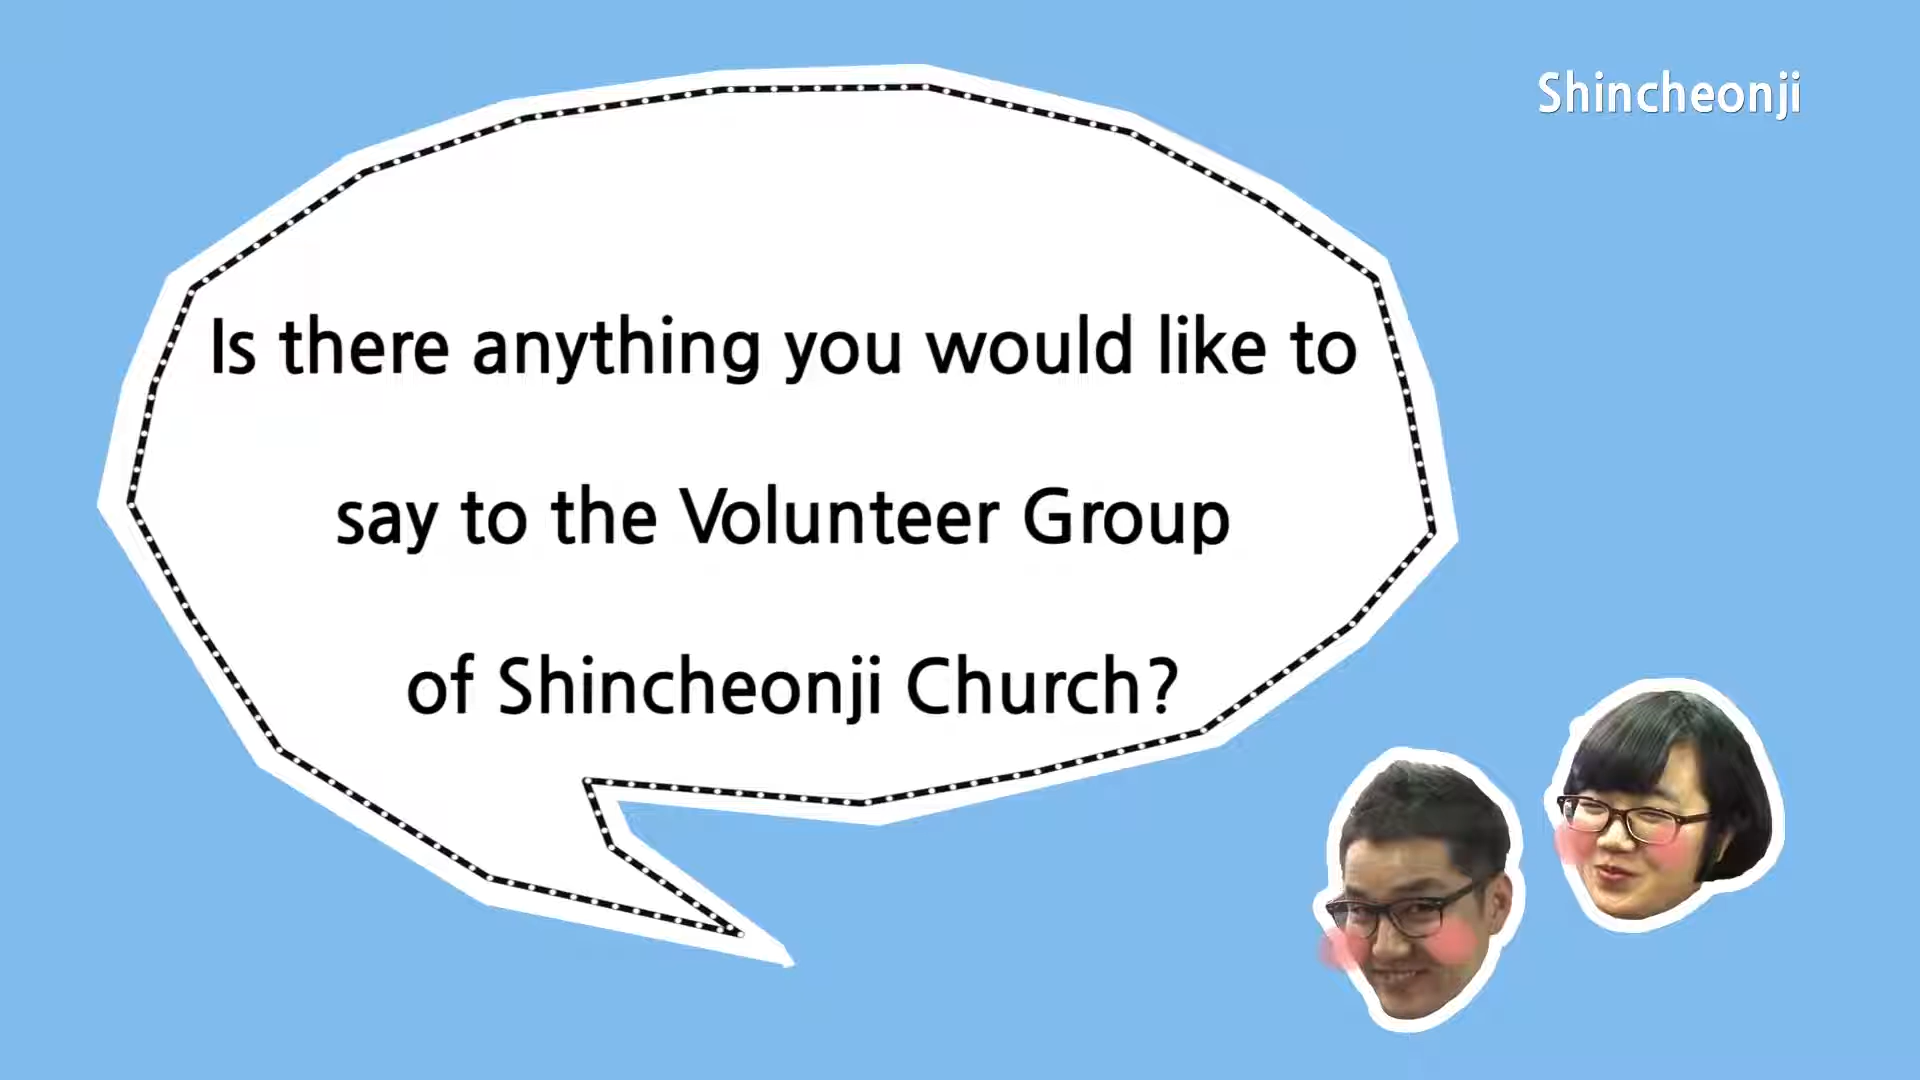 Shincheonji
Is there anything you would like to
say to the Volunteer Group
of Shincheonji Church?